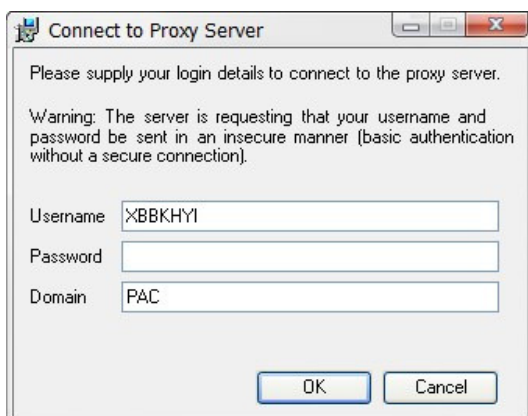 Connect to Proxy Server
Please supply your login details to connect to the proxy server.
Warning: The server is requesting that your username and
password be sent in an insecure manner (basic authentication
without a secure connection).
Username XBBKHYI
Password
Domain PAC
OK Cancel